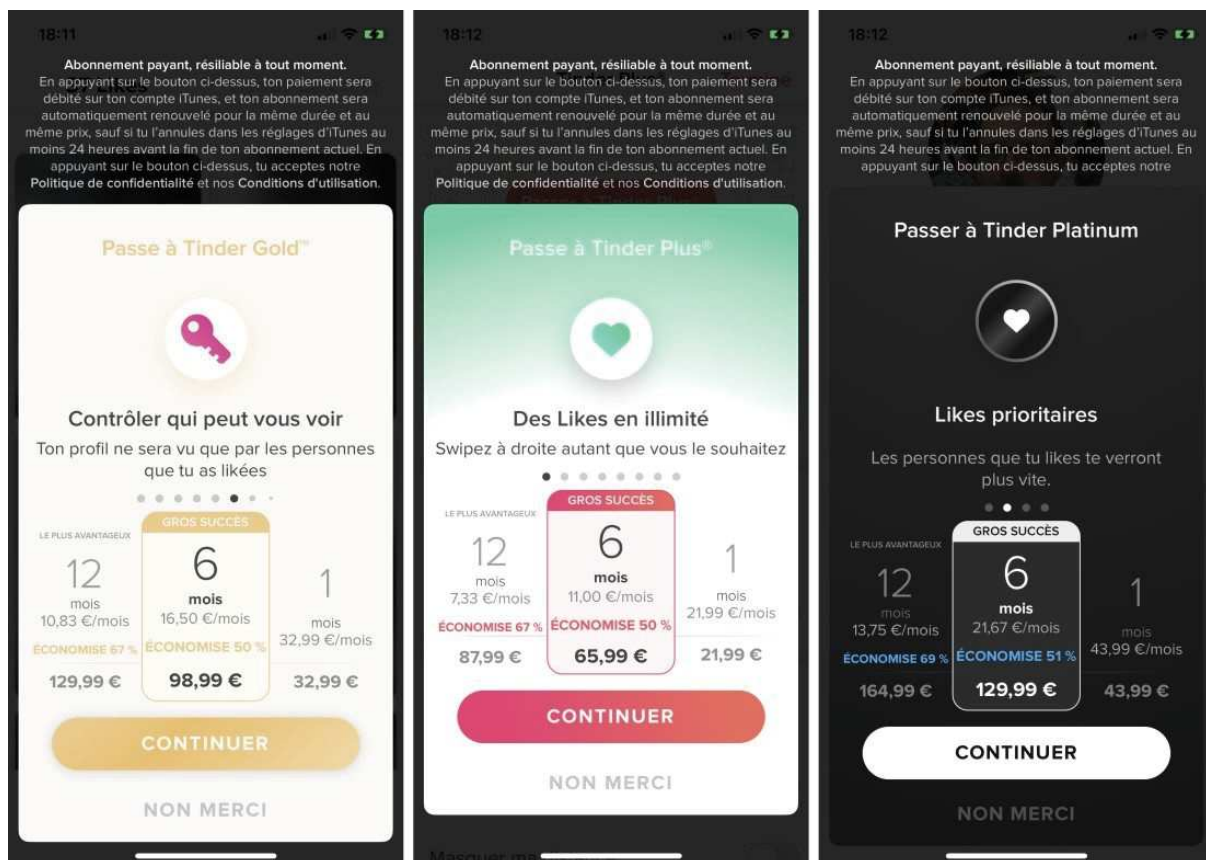 18:11
Abonnement payant, résiliable à tout moment.
En appuyant sur le bouton ci-dessus, ton paiement sera
débité sur ton compte iTunes, et ton abonnement sera
automatiquement renouvelé pour la même durée et au
même prix, sauf si tu l'annules dans les réglages d'iTunes au
moins 24 heures avant la fin de ton abonnement actuel. En
appuyant sur le bouton ci-dessus, tu acceptes notre
Politique de confidentialité et nos Conditions d'utilisation.
Passe à Tinder Gold™
Contrôler qui peut vous voir
Ton profil ne sera vu que par les personnes
que tu as likées
LE PLUS AVANTAGEUX
12
mois
10,83 €/mois
ÉCONOMISE 67 %
129,99 €
GROS SUCCÈS
6
mois
16,50 €/mois
ÉCONOMISE 50 %
98,99 €
1
mois
32,99 €/mois
32,99 €
CONTINUER
NON MERCI
18:12
Abonnement payant, résiliable à tout moment.
En appuyant sur le bouton ci-dessus, ton paiement sera
débité sur ton compte iTunes, et ton abonnement sera
automatiquement renouvelé pour la même durée et au
même prix, sauf si tu l'annules dans les réglages d'iTunes au
moins 24 heures avant la fin de ton abonnement actuel. En
appuyant sur le bouton ci-dessus, tu acceptes notre
Politique de confidentialité et nos Conditions d'utilisation.
Passe à Tinder Plus®
Des Likes en illimité
Swipez à droite autant que vous le souhaitez
LE PLUS AVANTAGEUX
12
mois
7,33 €/mois
ÉCONOMISE 67 %
87,99 €
GROS SUCCÈS
6
mois
11,00 €/mois
ÉCONOMISE 50 %
65,99 €
1
mois
21,99 €/mois
21,99 €
CONTINUER
NON MERCI
18:12
Abonnement payant, résiliable à tout moment.
En appuyant sur le bouton ci-dessus, ton paiement sera
débité sur ton compte iTunes, et ton abonnement sera
automatiquement renouvelé pour la même durée et au
même prix, sauf si tu l'annules dans les réglages d'iTunes au
moins 24 heures avant la fin de ton abonnement actuel. En
appuyant sur le bouton ci-dessus, tu acceptes notre
Passer à Tinder Platinum
Likes prioritaires
Les personnes que tu likes te verront
plus vite.
LE PLUS AVANTAGEUX
12
mois
13,75 €/mois
ÉCONOMISE 69 %
164,99 €
GROS SUCCÈS
6
mois
21,67 €/mois
ÉCONOMISE 51 %
129,99 €
1
mois
43,99 €/mois
43,99 €
CONTINUER
NON MERCI